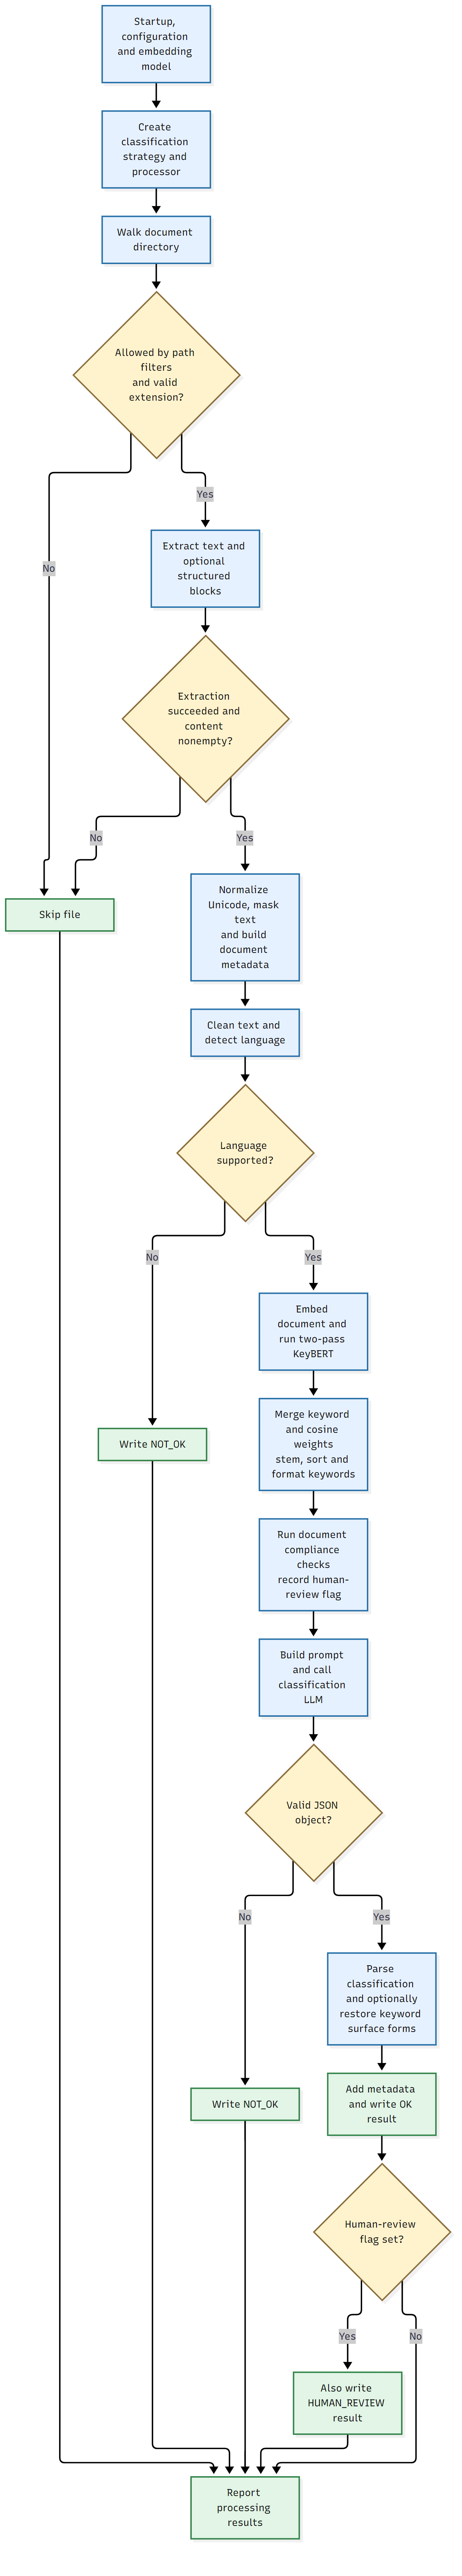 Startup,
configuration
and embedding
model
Create
classification
strategy and
processor
Walk document
directory
Allowed by path
filters
and valid
extension?
Yes
No
Extract text and
optional
structured
blocks
Extraction
succeeded and
content
nonempty?
No
Yes
Skip file
Normalize
Unicode, mask
text
and build
document
metadata
Clean text and
detect language
Language
supported?
No
Yes
Embed
document and
run two-pass
KeyBERT
Merge keyword
and cosine
weights
stem, sort and
format keywords
Write NOT_OK
Run document
compliance
checks
record human-
review flag
Build prompt
and call
classification
LLM
Valid JSON
object?
No
Yes
Parse
classification
and optionally
restore keyword
surface forms
Write NOT_OK
Add metadata
and write OK
result
Human-review
flag set?
Yes
No
Also write
HUMAN_REVIEW
result
Report
processing
results